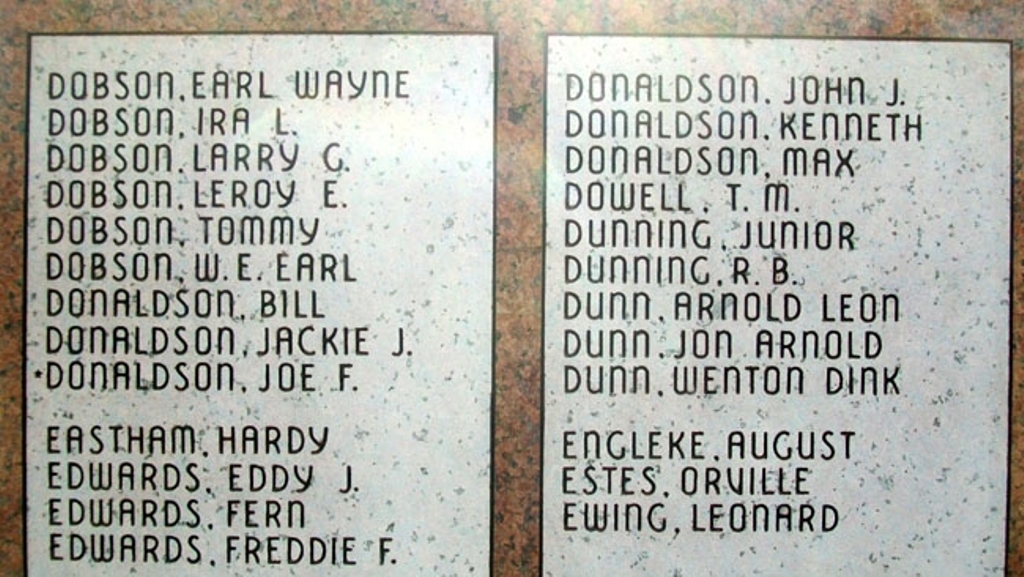 DOBSON, EARL WAYNE
DOBSON, IRA L.
DOBSON, LARRY G.
DOBSON, LEROY E.
DOBSON, TOMMY
DOBSON, W. E. EARL
DONALDSON, BILL
DONALDSON, JACKIE J.
*DONALDSON, JOE F.
EASTHAM, HARDY
EDWARDS, EDDY J.
EDWARDS, FERN
EDWARDS, FREDDIE F.
DONALDSON, JOHN J.
DONALDSON, KENNETH
DONALDSON, MAX
DOWELL, T. M.
DUNNING, JUNIOR
DUNNING, R. B.
DUNN, ARNOLD LEON
DUNN, JON ARNOLD
DUNN, WENTON DINK
ENGLEKE, AUGUST
ESTES, ORVILLE
EWING, LEONARD